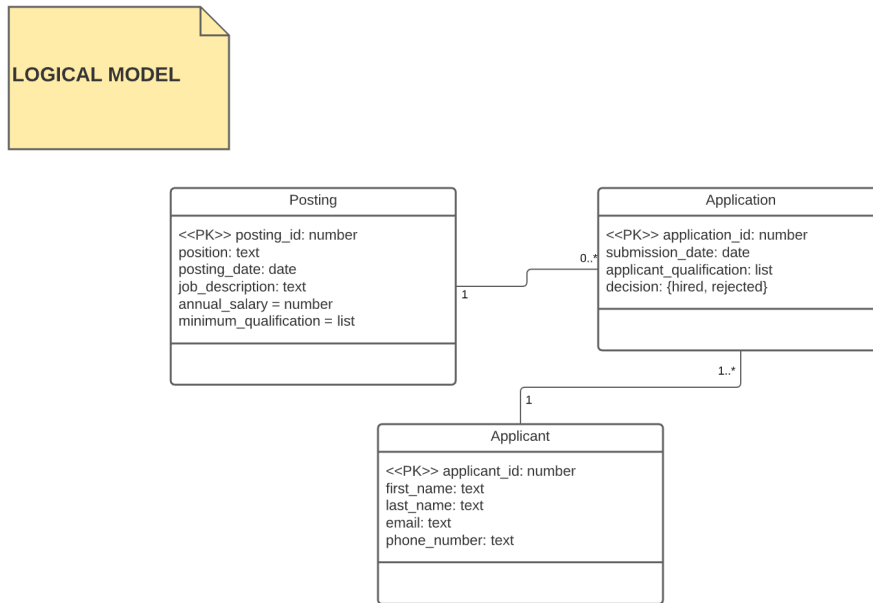 LOGICAL MODEL
Posting
<<PK>> posting_id: number
position: text
posting_date: date
job_description: text
annual_salary = number
minimum_qualification = list
1
0..*
Application
<<PK>> application_id: number
submission_date: date
applicant_qualification: list
decision: {hired, rejected}
1..*
1
Applicant
<<PK>> applicant_id: number
first_name: text
last_name: text
email: text
phone_number: text